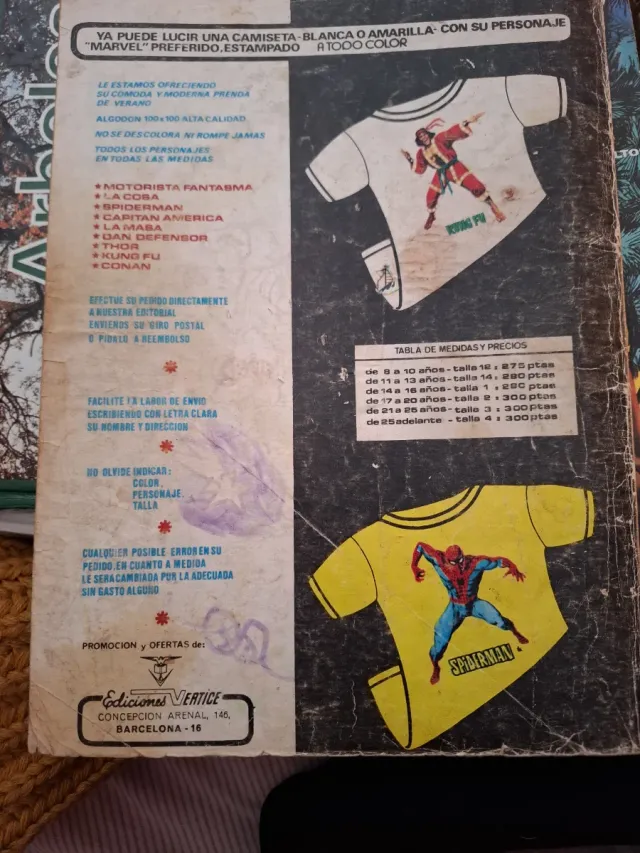 YA PUEDE LUCIR UNA CAMISETA-BLANCA O AMARILLA-CON SU PERSONAJE
"MARVEL" PREFERIDO, ESTAMPADO A TODO COLOR
LE ESTAMOS OFRECIENDO
SU COMODA Y MODERNA PRENDA
DE VERANO
ALGODON 100x100 ALTA CALIDAD
NO SE DESCOLORA NI ROMPE JAMAS
TODOS LOS PERSONAJES
EN TODAS LAS MEDIDAS
*MOTORISTA FANTASMA
*LA COSA
*SPIDERMAN
*CAPITAN AMERICA
*LA MASA
*DAN DEFENSOR
*THOR
*KUNG FU
*CONAN
EFECTUE SU PEDIDO DIRECTAMENTE
A NUESTRA EDITORIAL
ENVIENOS SU GIRO POSTAL
O PIDALO A REEMBOLSO
*
FACILITE LA LABOR DE ENVIO
ESCRIBIENDO CON LETRA CLARA
SU NOMBRE Y DIRECCION
*
NO OLVIDE INDICAR:
COLOR,
PERSONAJE,
TALLA
*
CUALQUIER POSIBLE ERROR EN SU
PEDIDO, EN CUANTO A MEDIDA
LE SERA CAMBIADA POR LA ADECUADA
SIN GASTO ALGUNO
*
PROMOCION y OFERTAS de:
Ediciones VERTICE
CONCEPCION ARENAL, 146,
BARCELONA - 16
KUNG FU
TABLA DE MEDIDAS Y PRECIOS
de 8 a 10 años - talla 12 : 275 ptas
de 11 a 13 años - talla 14 : 280 ptas
de 14 a 16 años - talla 1 : 290 ptas
de 17 a 20 años - talla 2 : 300 ptas
de 21 a 25 años - talla 3 : 300 ptas
de 25 adelante - talla 4 : 300 ptas
SPIDERMAN
Arboles